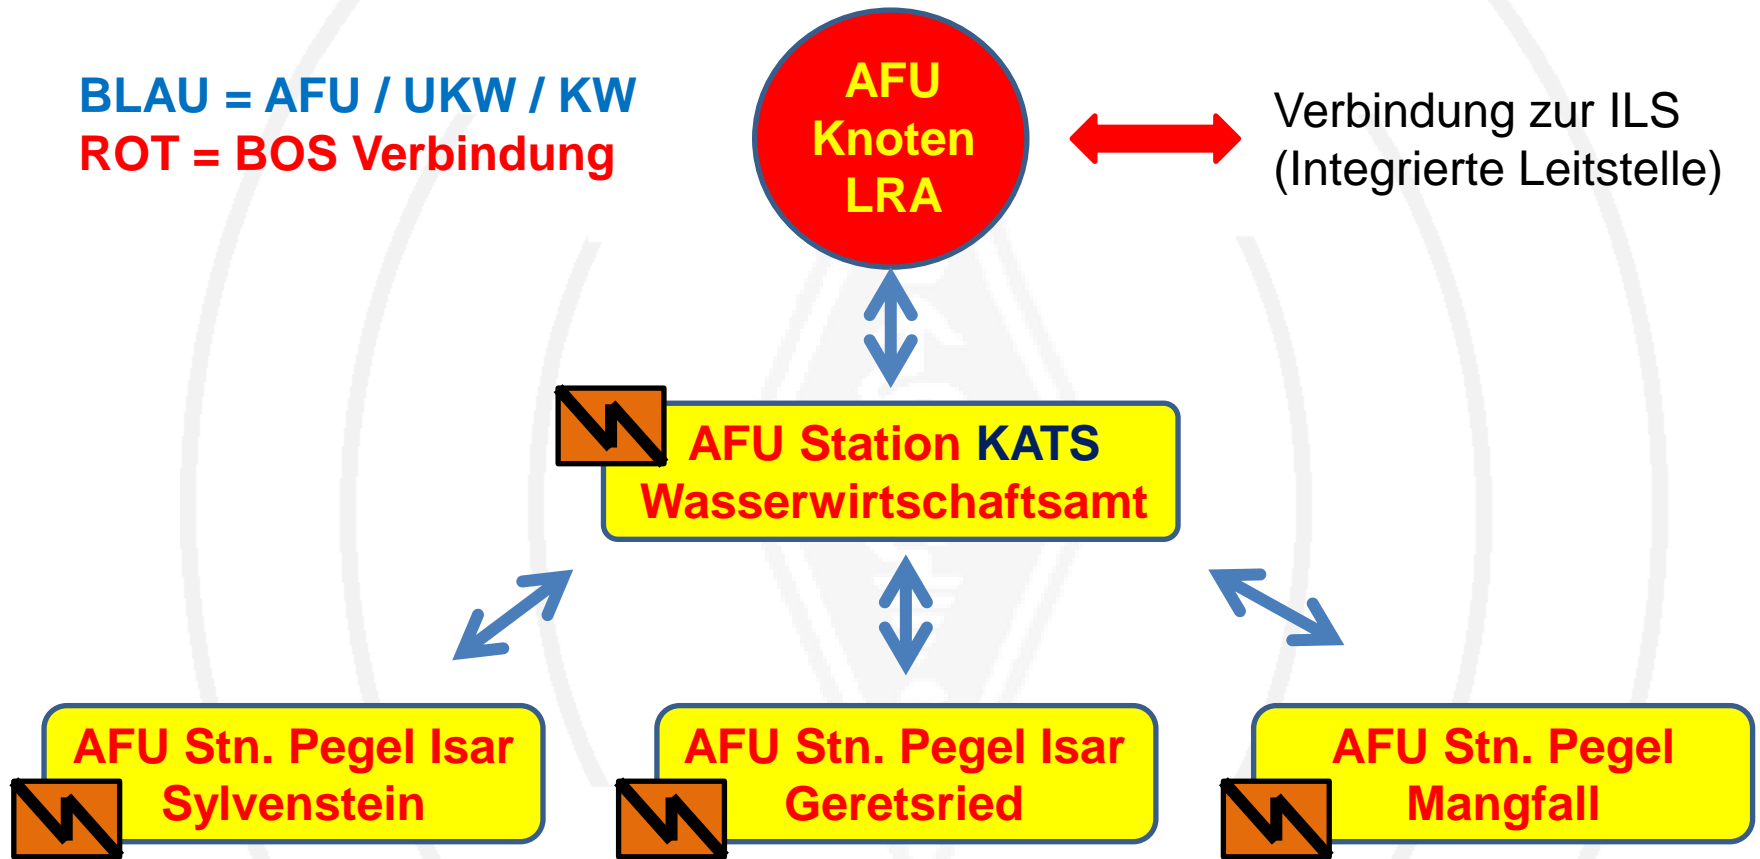 BLAU = AFU / UKW / KW
ROT = BOS Verbindung
AFU
Knoten
LRA
Verbindung zur ILS
(Integrierte Leitstelle)
AFU Station KATS
Wasserwirtschaftsamt
AFU Stn. Pegel Isar
Sylvenstein
AFU Stn. Pegel Isar
Geretsried
AFU Stn. Pegel
Mangfall